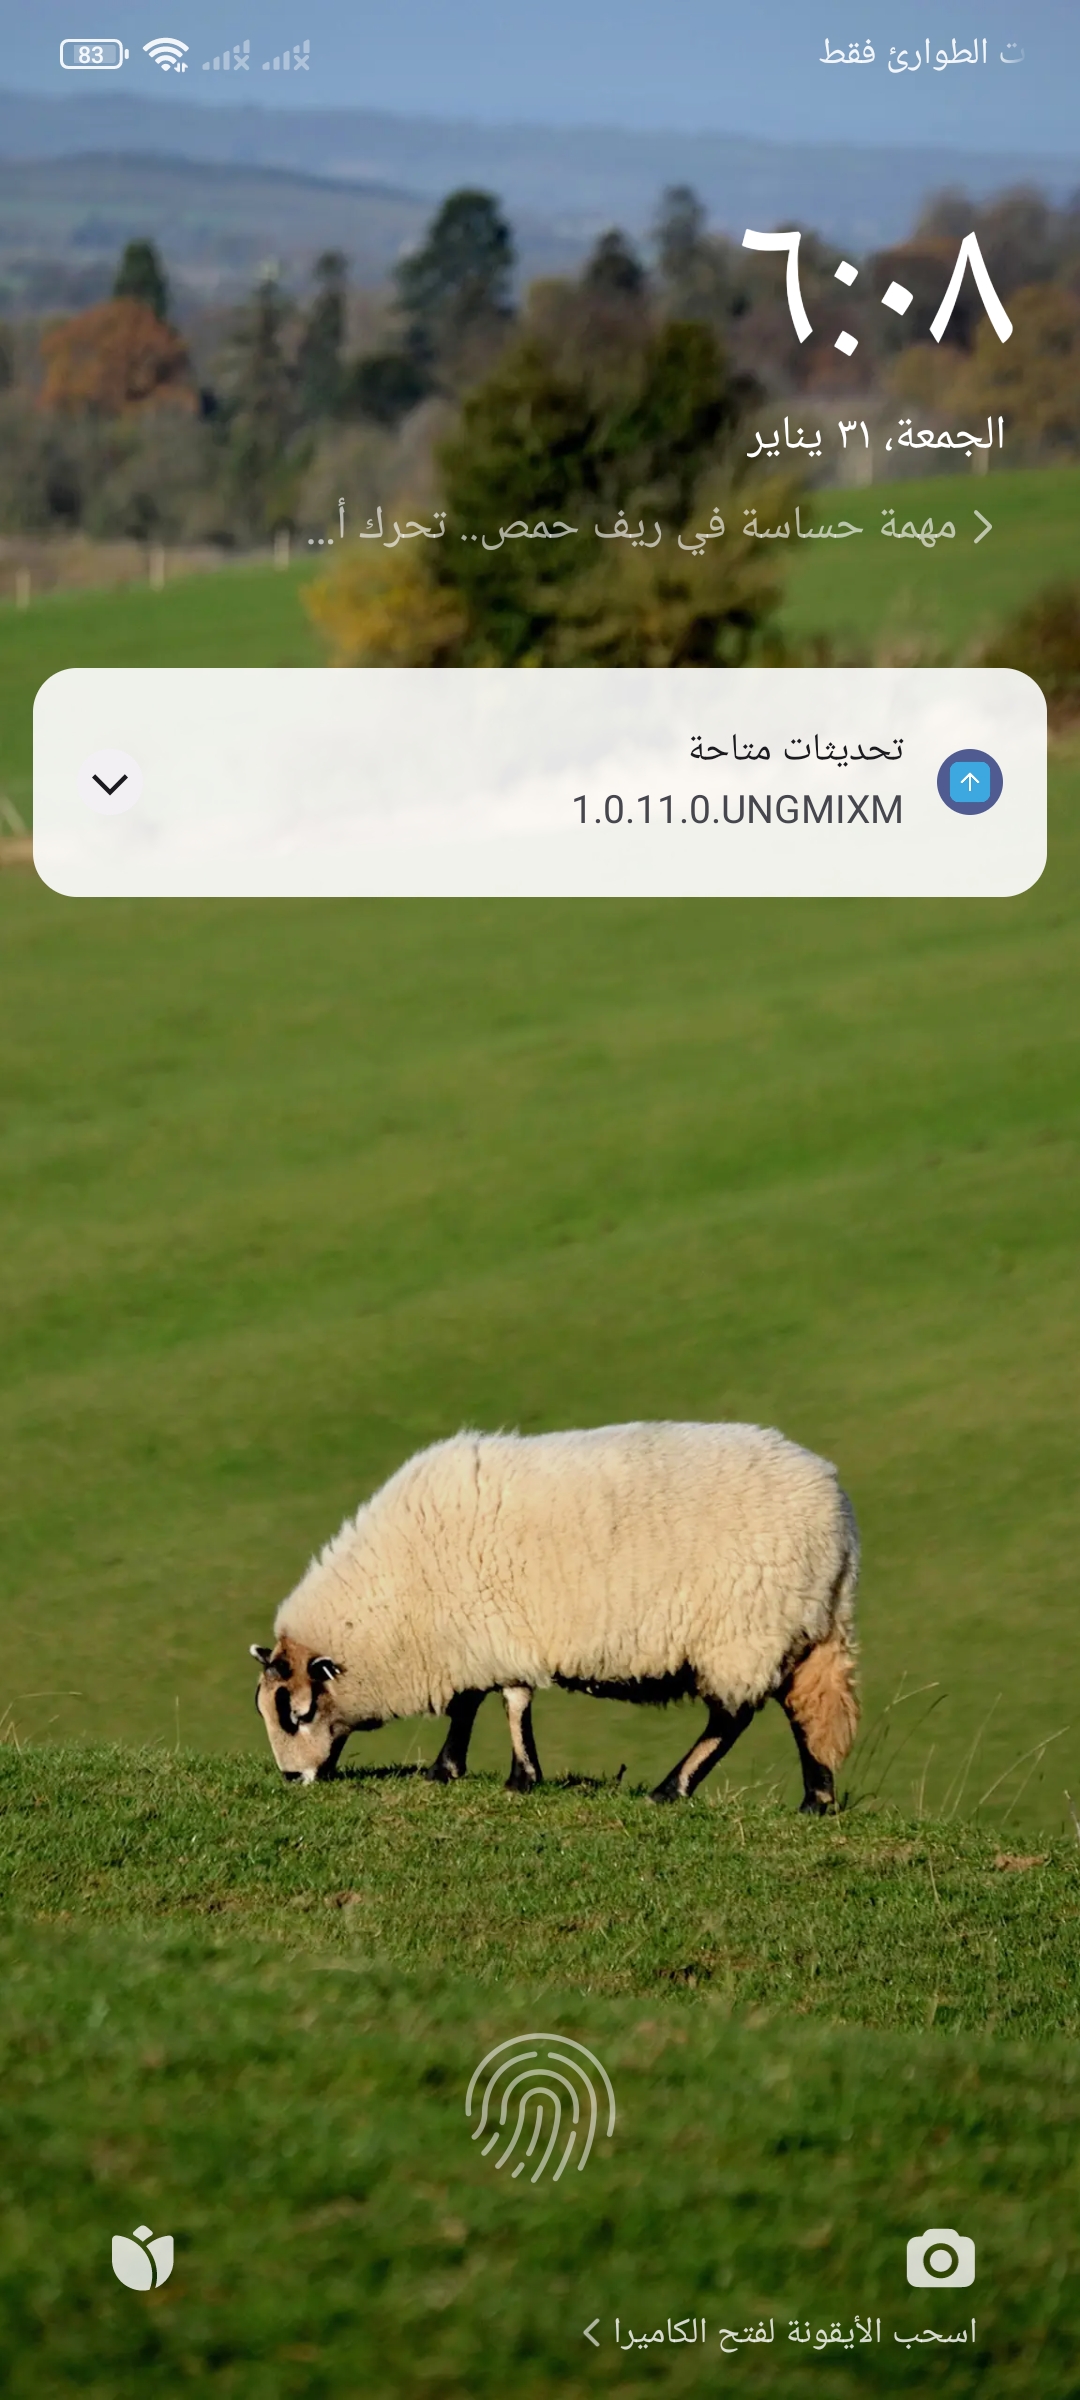 ت الطوارئ فقط
83
٦:٠٨
الجمعة، ٣١ يناير
مهمة حساسة في ريف حمص.. تحرك أ...
تحديثات متاحة
1.0.11.0.UNGMIXM
اسحب الأيقونة لفتح الكاميرا